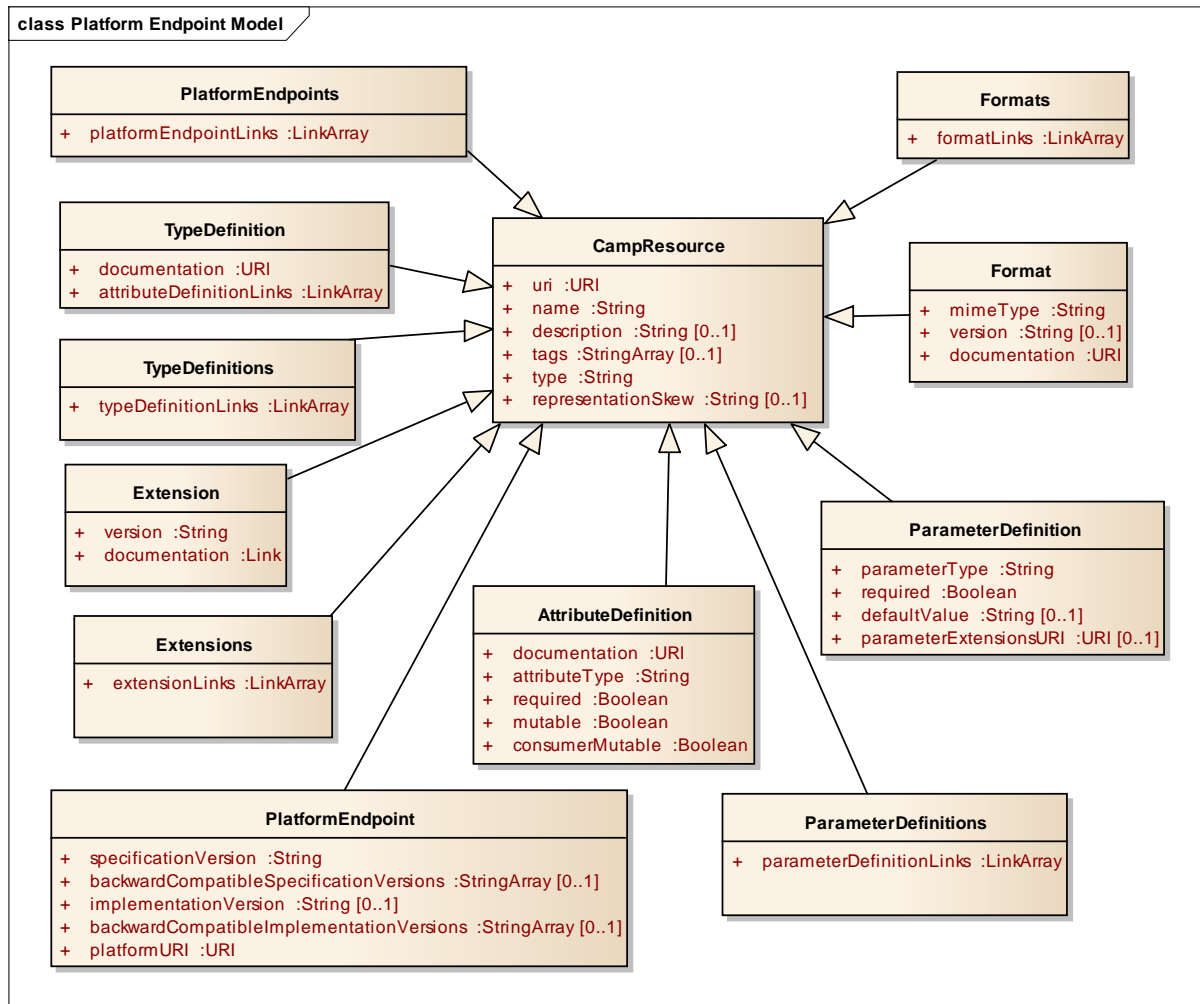 class Platform Endpoint Model
PlatformEndpoints
+ platformEndpointLinks :LinkArray
Formats
+ formatLinks :LinkArray
TypeDefinition
+ documentation :URI
+ attributeDefinitionLinks :LinkArray
CampResource
+ uri :URI
+ name :String
+ description :String [0..1]
+ tags :StringArray [0..1]
+ type :String
+ representationSkew :String [0..1]
Format
+ mimeType :String
+ version :String [0..1]
+ documentation :URI
TypeDefinitions
+ typeDefinitionLinks :LinkArray
Extension
+ version :String
+ documentation :Link
ParameterDefinition
+ parameterType :String
+ required :Boolean
+ defaultValue :String [0..1]
+ parameterExtensionsURI :URI [0..1]
Extensions
+ extensionLinks :LinkArray
AttributeDefinition
+ documentation :URI
+ attributeType :String
+ required :Boolean
+ mutable :Boolean
+ consumerMutable :Boolean
PlatformEndpoint
+ specificationVersion :String
+ backwardCompatibleSpecificationVersions :StringArray [0..1]
+ implementationVersion :String [0..1]
+ backwardCompatibleImplementationVersions :StringArray [0..1]
+ platformURI :URI
ParameterDefinitions
+ parameterDefinitionLinks :LinkArray